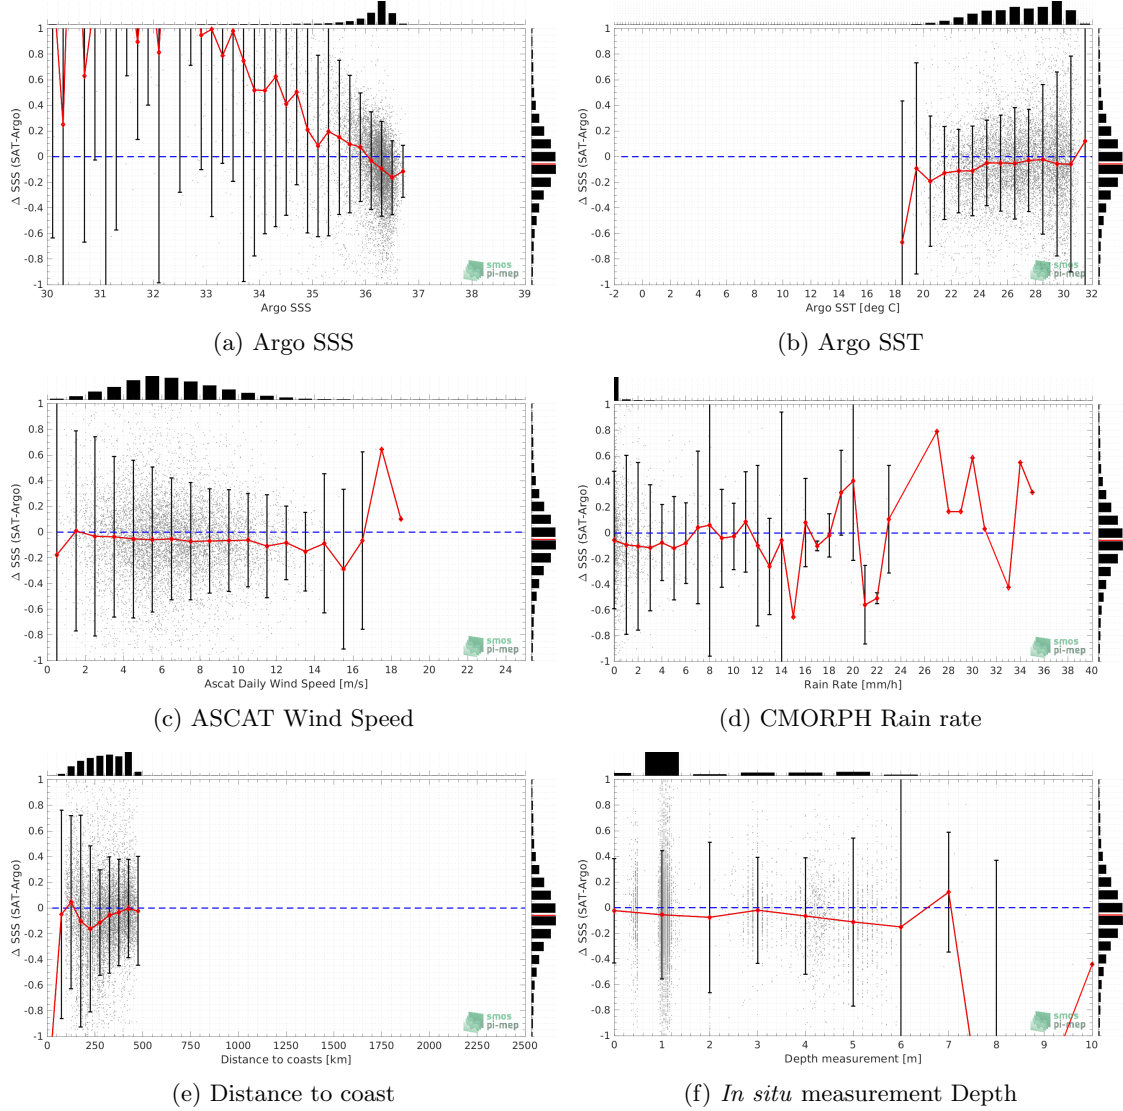 1
0.8
0.6
0.4
0.2
0
-0.2
-0.4
-0.6
-0.8
-1
Δ SSS (SAT-Argo)
30 31 32 33 34 35 36 37 38 39
Argo SSS
smos
pi-mep
(a) Argo SSS
1
0.8
0.6
0.4
0.2
0
-0.2
-0.4
-0.6
-0.8
-1
Δ SSS (SAT-Argo)
-2 0 2 4 6 8 10 12 14 16 18 20 22 24 26 28 30 32
Argo SST [deg C]
smos
pi-mep
(b) Argo SST
1
0.8
0.6
0.4
0.2
0
-0.2
-0.4
-0.6
-0.8
-1
Δ SSS (SAT-Argo)
0 2 4 6 8 10 12 14 16 18 20 22 24
Ascat Daily Wind Speed [m/s]
smos
pi-mep
(c) ASCAT Wind Speed
1
0.8
0.6
0.4
0.2
0
-0.2
-0.4
-0.6
-0.8
-1
Δ SSS (SAT-Argo)
0 2 4 6 8 10 12 14 16 18 20 22 24 26 28 30 32 34 36 38 40
Rain Rate [mm/h]
smos
pi-mep
(d) CMORPH Rain rate
1
0.8
0.6
0.4
0.2
0
-0.2
-0.4
-0.6
-0.8
-1
Δ SSS (SAT-Argo)
0 250 500 750 1000 1250 1500 1750 2000 2250 2500
Distance to coasts [km]
smos
pi-mep
(e) Distance to coast
1
0.8
0.6
0.4
0.2
0
-0.2
-0.4
-0.6
-0.8
-1
Δ SSS (SAT-Argo)
0 1 2 3 4 5 6 7 8 9 10
Depth measurement [m]
smos
pi-mep
(f) In situ measurement Depth